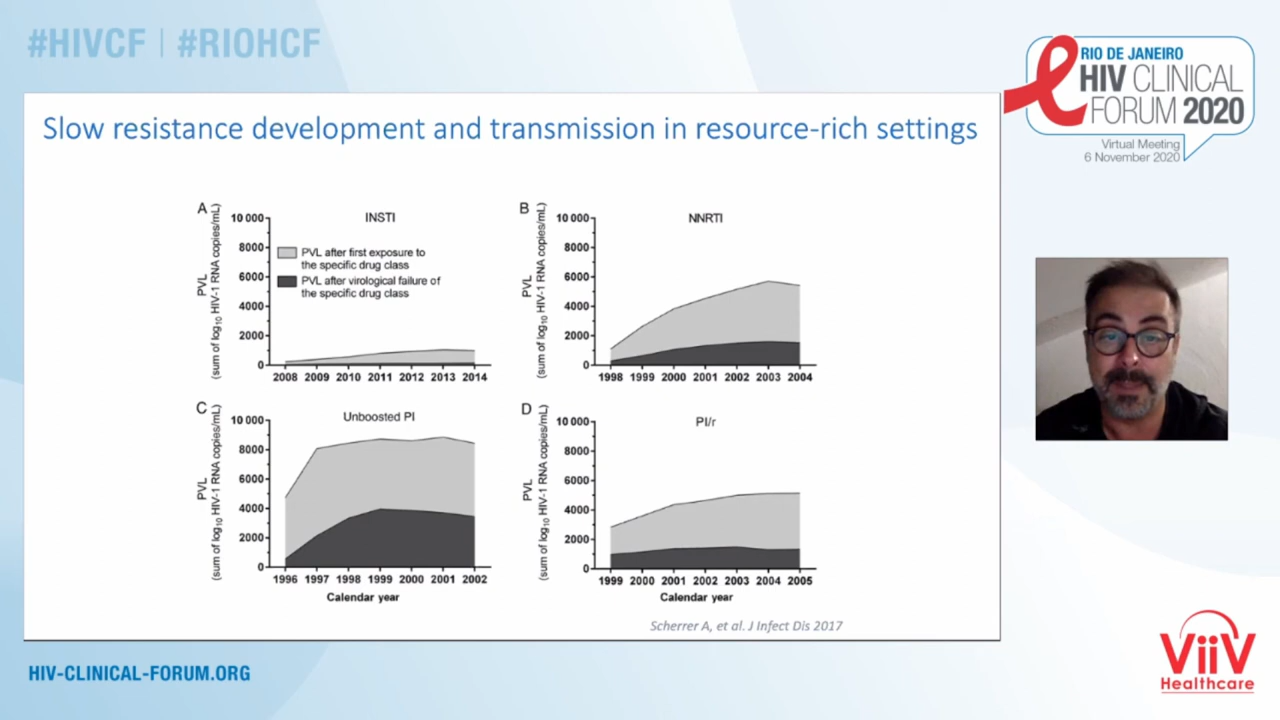 #HIVCF | #RIOHCF
RIO DE JANEIRO
HIV CLINICAL
FORUM 2020
Virtual Meeting
6 November 2020
Slow resistance development and transmission in resource-rich settings
A
INSTI
PVL
(sum of log10 HIV-1 RNA copies/mL)
10 000
8000
6000
4000
2000
0
PVL after first exposure to
the specific drug class
PVL after virological failure of
the specific drug class
2008 2009 2010 2011 2012 2013 2014
B
NNRTI
PVL
(sum of log10 HIV-1 RNA copies/mL)
10 000
8000
6000
4000
2000
0
1998 1999 2000 2001 2002 2003 2004
C
Unboosted PI
PVL
(sum of log10 HIV-1 RNA copies/mL)
10 000
8000
6000
4000
2000
0
1996 1997 1998 1999 2000 2001 2002
Calendar year
D
PI/r
PVL
(sum of log10 HIV-1 RNA copies/mL)
10 000
8000
6000
4000
2000
0
1999 2000 2001 2002 2003 2004 2005
Calendar year
Scherrer A, et al. J Infect Dis 2017
HIV-CLINICAL-FORUM.ORG
ViiV
Healthcare